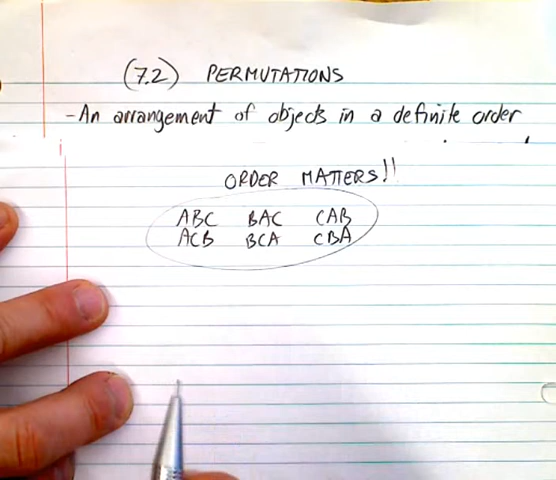 (7.2) PERMUTATIONS
- An arrangement of objects in a definite order
ORDER MATTERS!!
ABC BAC CAB
ACB BCA CBA